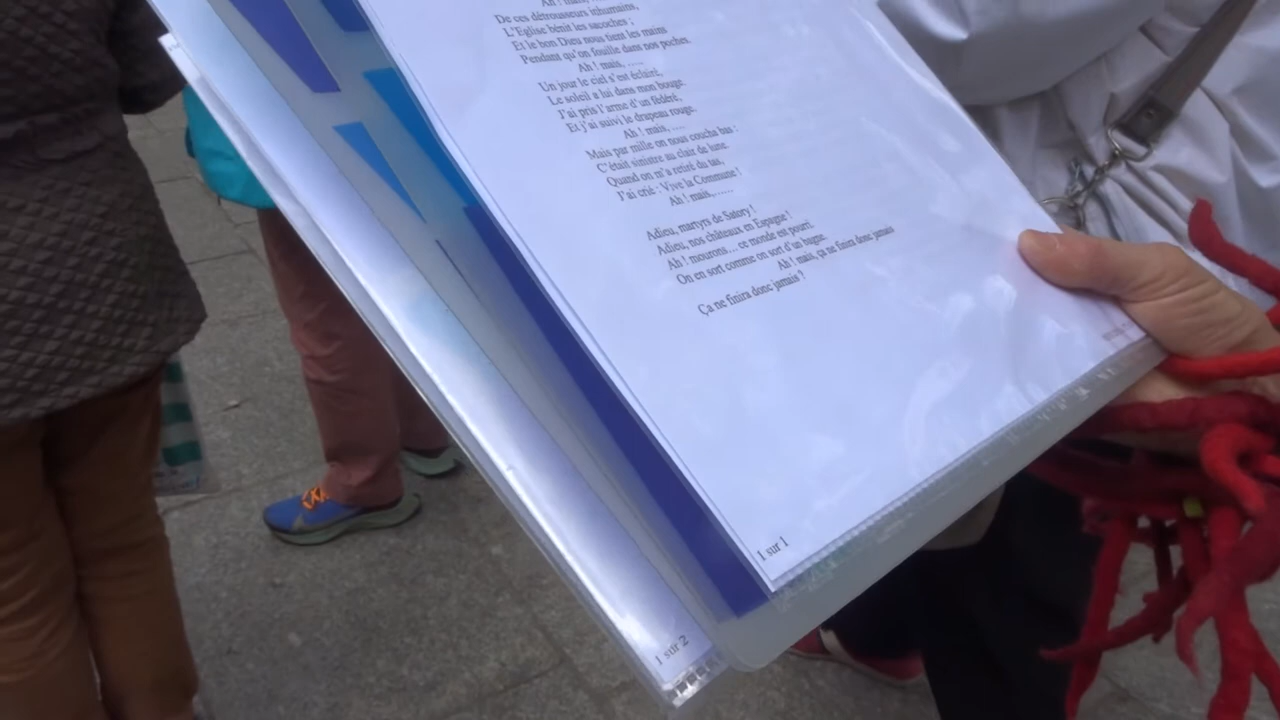 Ah ! mais,
De ces détrousseurs inhumains,
L'Eglise bénit les sacoches ;
Et le bon Dieu nous tient les mains
Pendant qu'on fouille dans nos poches.
Ah ! mais, .....
Un jour le ciel s'est éclairé,
Le soleil a lui dans mon bouge,
J'ai pris l'arme d'un fédéré,
Et j'ai suivi le drapeau rouge.
Ah ! mais, ....
Mais par mille on nous coucha bas :
C'était sinistre au clair de lune.
Quand on m'a retiré du tas,
J'ai crié : Vive la Commune !
Ah ! mais,......
Adieu, martyrs de Satory !
Adieu, nos châteaux en Espagne !
Ah ! mourons... ce monde est pourri,
On en sort comme on sort d'un bagne.
Ah ! mais, ça ne finira donc jamais
Ça ne finira donc jamais ?
1 sur 1
1 sur 2